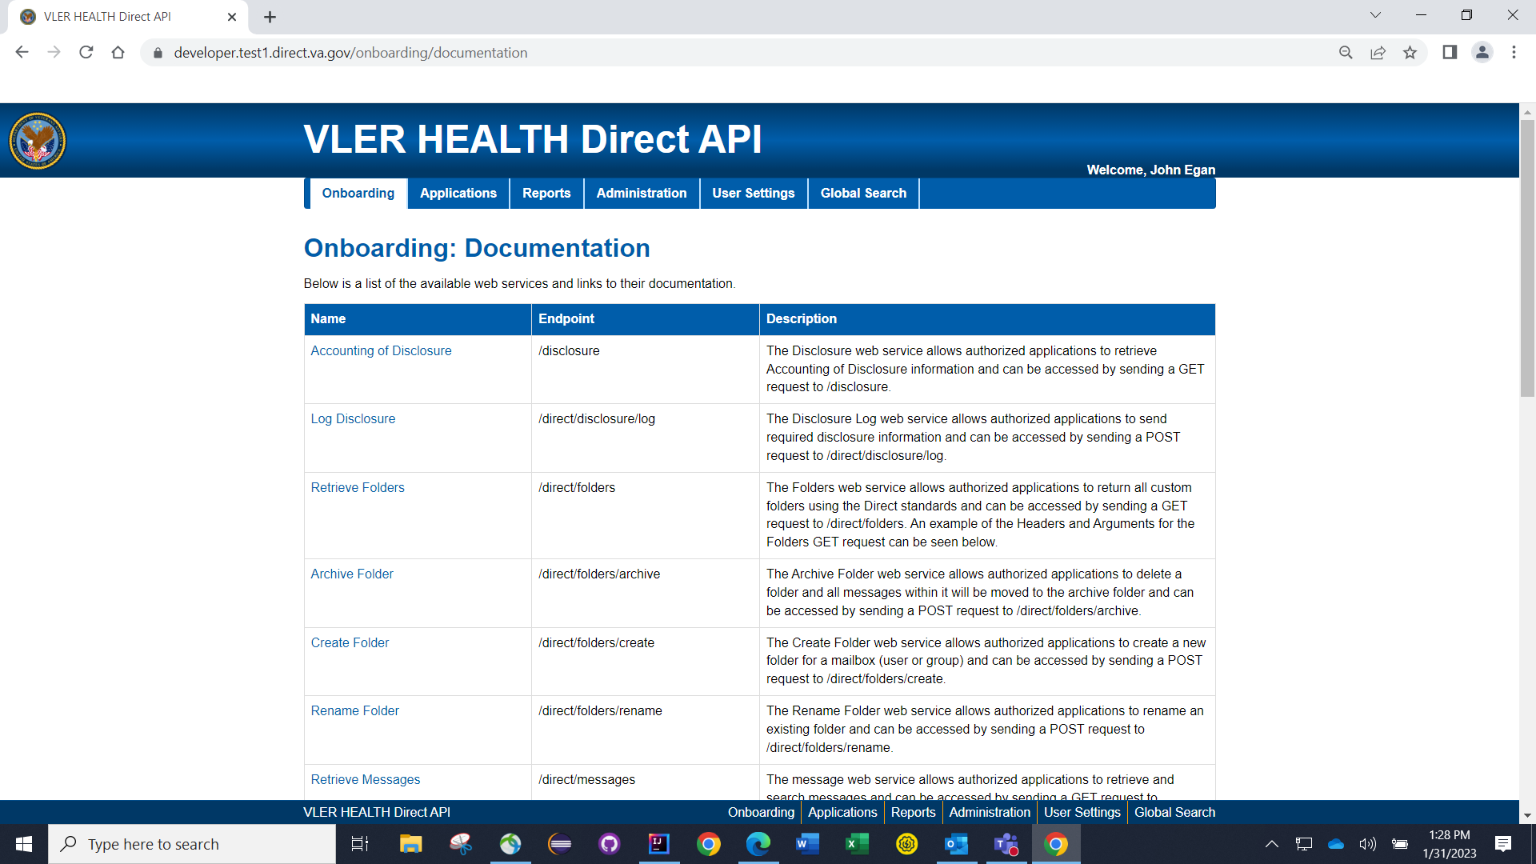 VLER HEALTH Direct API
developer.test1.direct.va.gov/onboarding/documentation
VLER HEALTH Direct API
Welcome, John Egan
Onboarding Applications Reports Administration User Settings Global Search
Onboarding: Documentation
Below is a list of the available web services and links to their documentation.
Name Endpoint Description
Accounting of Disclosure /disclosure The Disclosure web service allows authorized applications to retrieve
Accounting of Disclosure information and can be accessed by sending a GET
request to /disclosure.
Log Disclosure /direct/disclosure/log The Disclosure Log web service allows authorized applications to send
required disclosure information and can be accessed by sending a POST
request to /direct/disclosure/log.
Retrieve Folders /direct/folders The Folders web service allows authorized applications to return all custom
folders using the Direct standards and can be accessed by sending a GET
request to /direct/folders. An example of the Headers and Arguments for the
Folders GET request can be seen below.
Archive Folder /direct/folders/archive The Archive Folder web service allows authorized applications to delete a
folder and all messages within it will be moved to the archive folder and can
be accessed by sending a POST request to /direct/folders/archive.
Create Folder /direct/folders/create The Create Folder web service allows authorized applications to create a new
folder for a mailbox (user or group) and can be accessed by sending a POST
request to /direct/folders/create.
Rename Folder /direct/folders/rename The Rename Folder web service allows authorized applications to rename an
existing folder and can be accessed by sending a POST request to
/direct/folders/rename.
Retrieve Messages /direct/messages The message web service allows authorized applications to retrieve and
search messages and can be accessed by sending a GET request to
VLER HEALTH Direct API Onboarding Applications Reports Administration User Settings Global Search
Type here to search
1:28 PM
1/31/2023